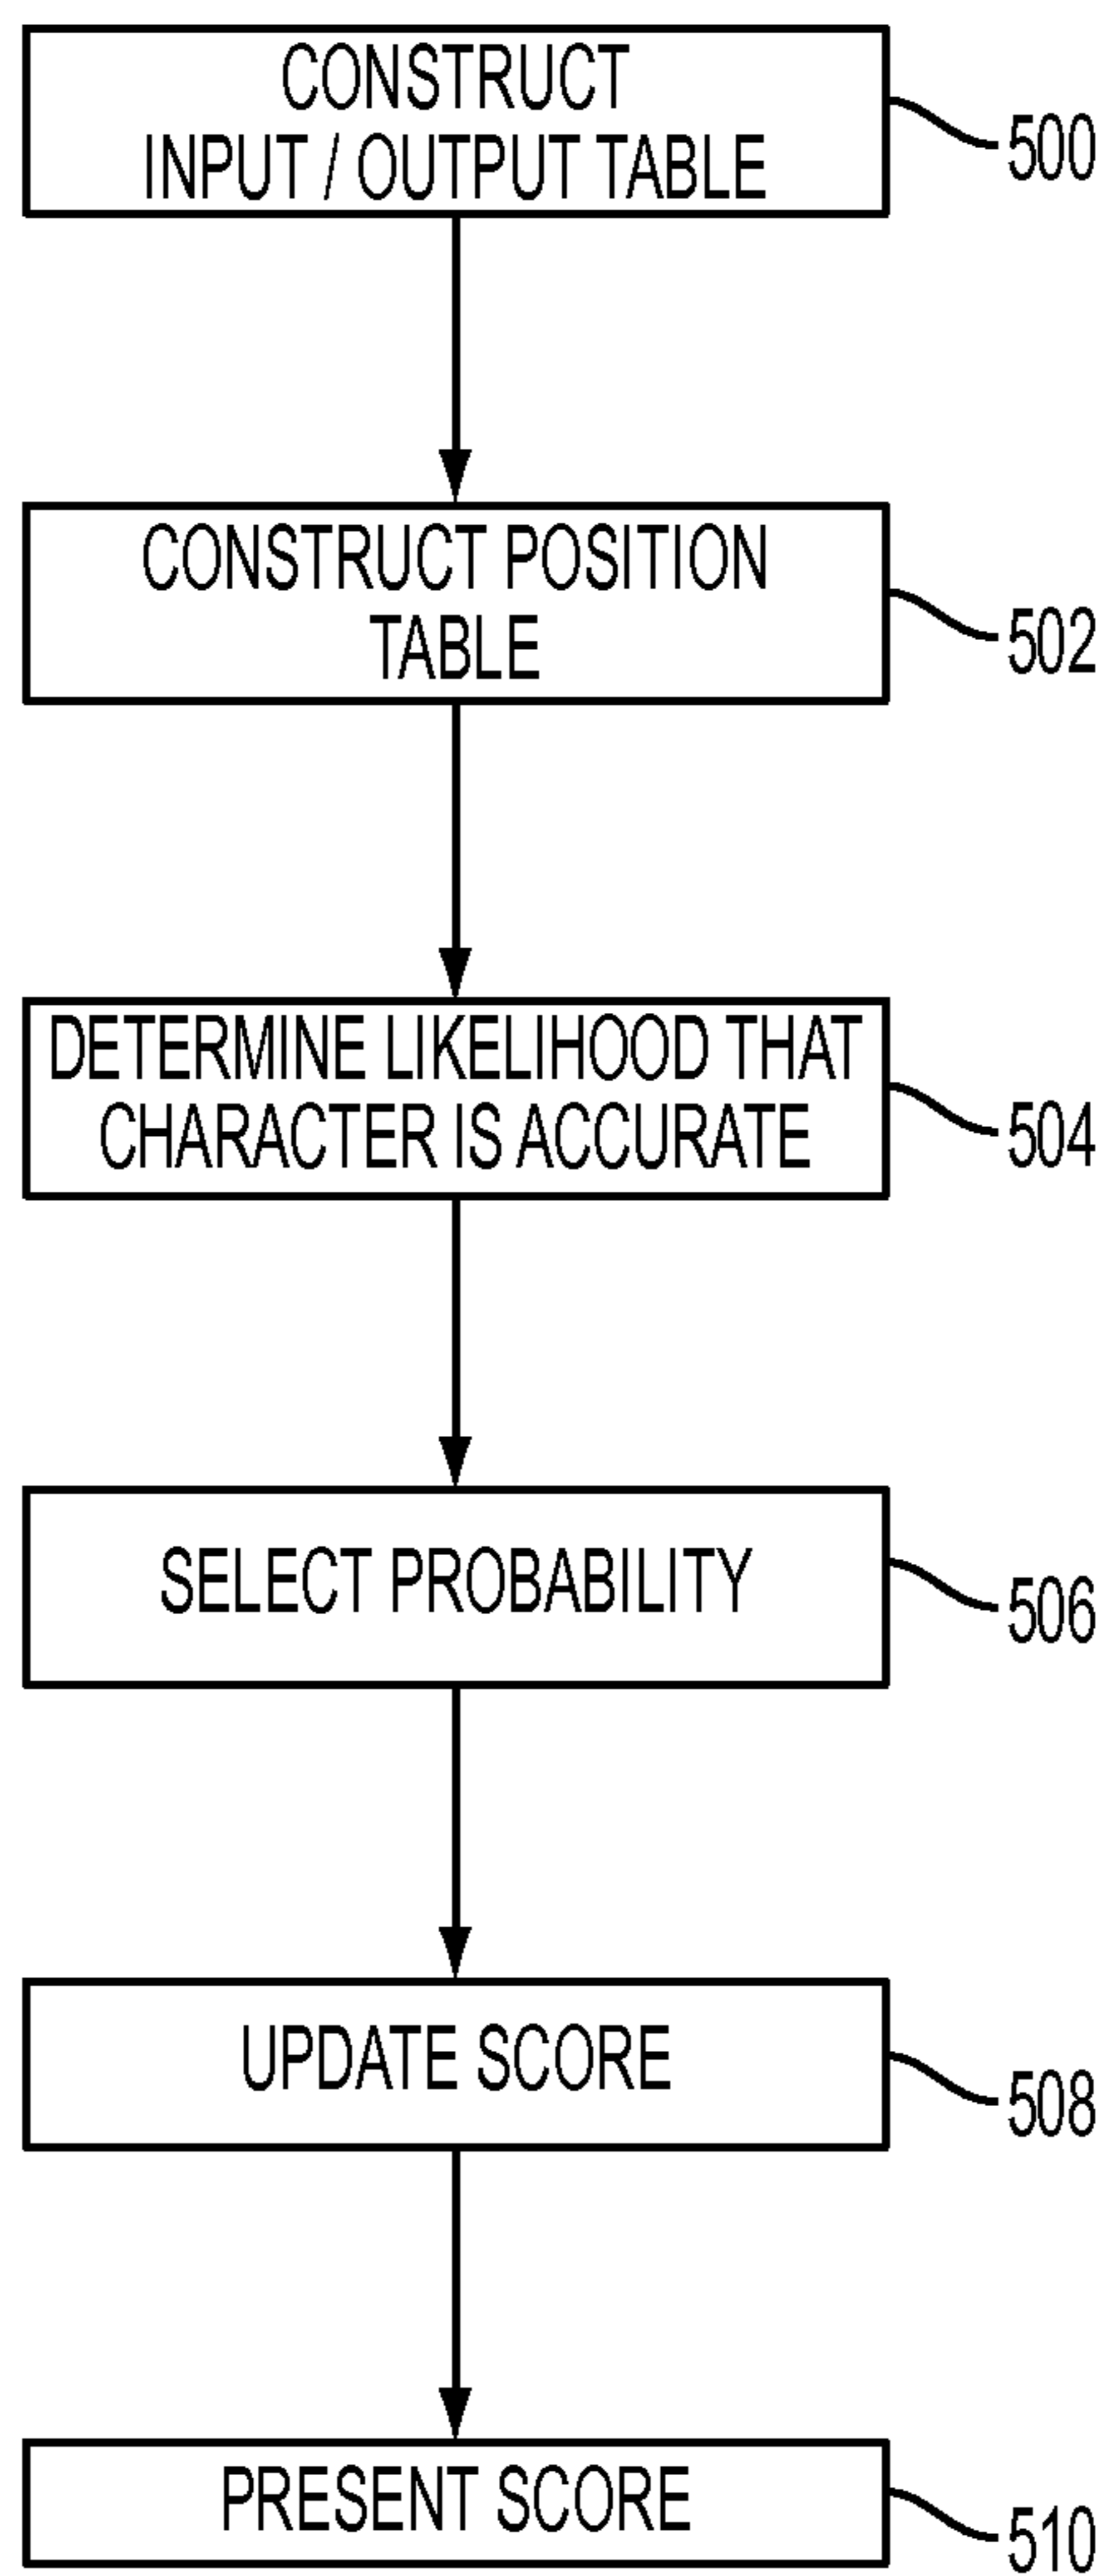 CONSTRUCT
INPUT / OUTPUT TABLE
500
CONSTRUCT POSITION
TABLE
502
DETERMINE LIKELIHOOD THAT
CHARACTER IS ACCURATE
504
SELECT PROBABILITY
506
UPDATE SCORE
508
PRESENT SCORE
510